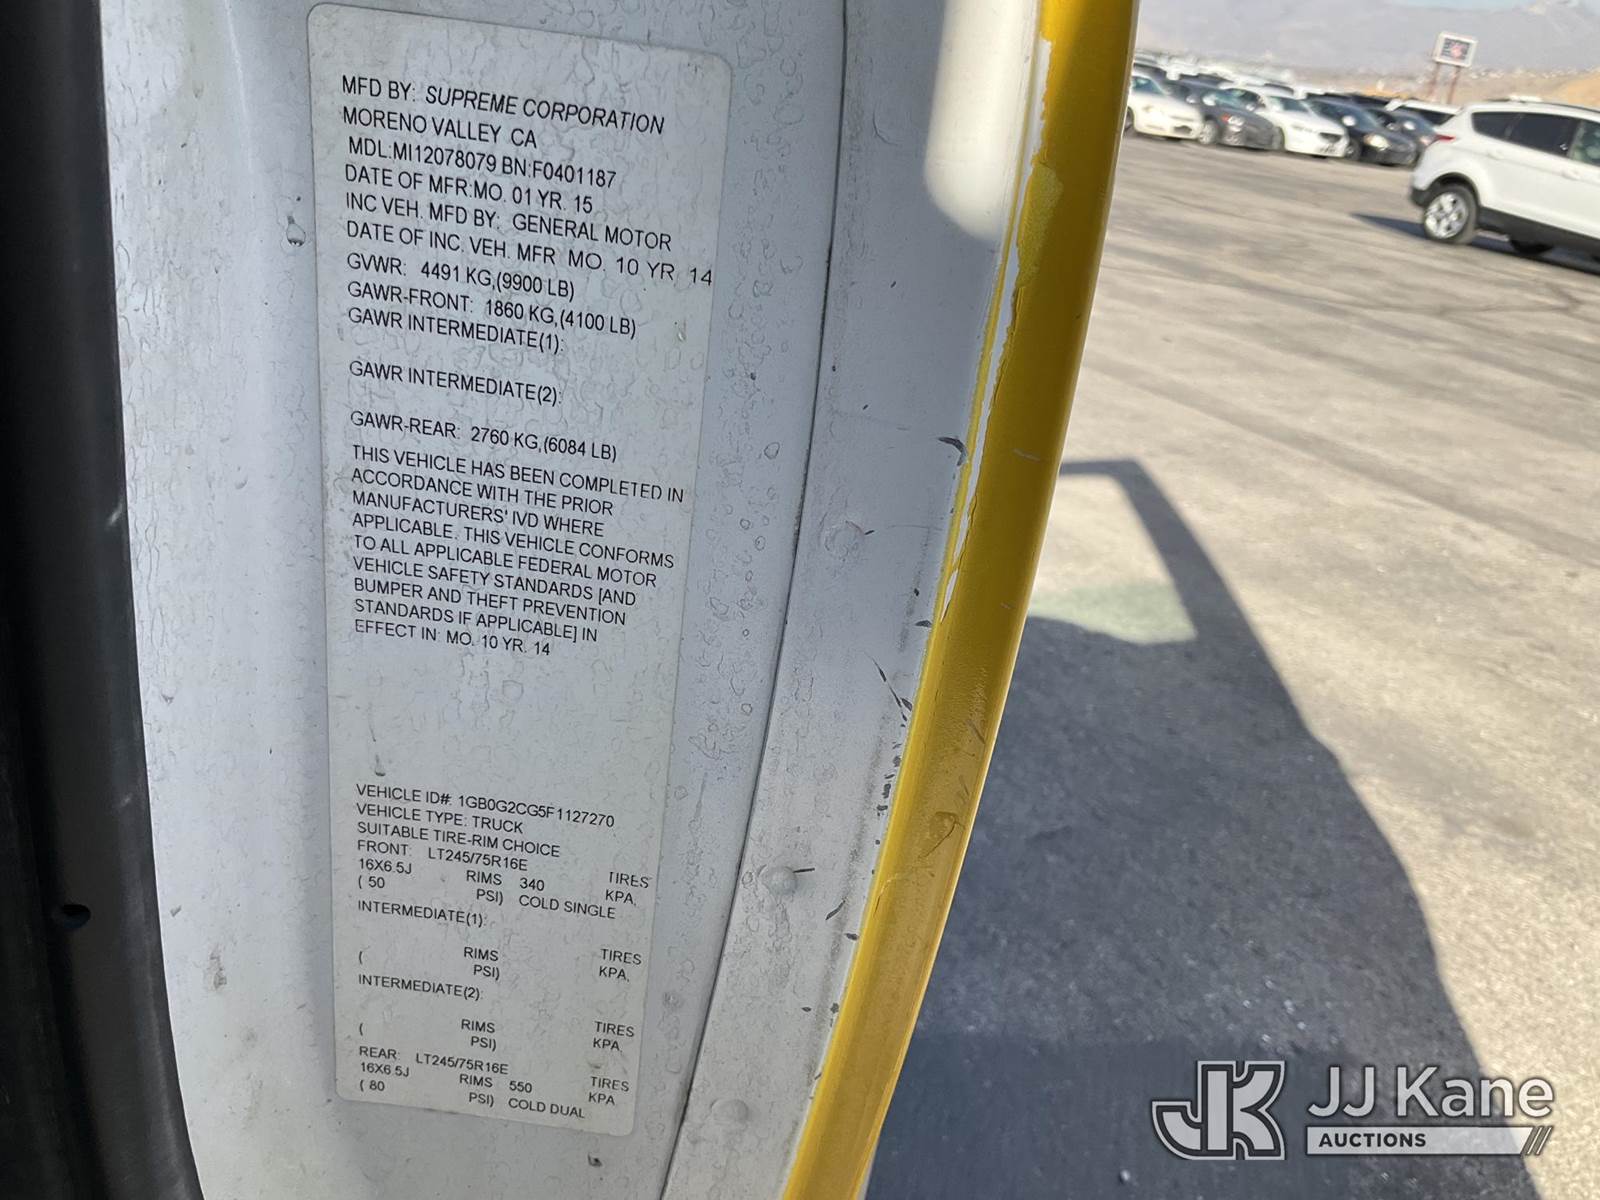 MFD BY: SUPREME CORPORATION
MORENO VALLEY CA
MDL:MI12078079 BN:F0401187
DATE OF MFR:MO. 01 YR. 15
INC VEH. MFD BY: GENERAL MOTOR
DATE OF INC. VEH. MFR MO. 10 YR. 14
GVWR: 4491 KG,(9900 LB)
GAWR-FRONT: 1860 KG,(4100 LB)
GAWR INTERMEDIATE(1):
GAWR INTERMEDIATE(2):
GAWR-REAR: 2760 KG,(6084 LB)
THIS VEHICLE HAS BEEN COMPLETED IN
ACCORDANCE WITH THE PRIOR
MANUFACTURERS' IVD WHERE
APPLICABLE. THIS VEHICLE CONFORMS
TO ALL APPLICABLE FEDERAL MOTOR
VEHICLE SAFETY STANDARDS [AND
BUMPER AND THEFT PREVENTION
STANDARDS IF APPLICABLE] IN
EFFECT IN: MO. 10 YR. 14
VEHICLE ID#: 1GB0G2CG5F1127270
VEHICLE TYPE: TRUCK
SUITABLE TIRE-RIM CHOICE
FRONT: LT245/75R16E TIRES
16X6.5J RIMS 340 KPA,
( 50 PSI) COLD SINGLE
INTERMEDIATE(1):
RIMS TIRES
( PSI) KPA,
INTERMEDIATE(2):
RIMS TIRES
( PSI) KPA
REAR: LT245/75R16E TIRES
16X6.5J RIMS 550 KPA
( 80 PSI) COLD DUAL
JK JJ Kane
AUCTIONS